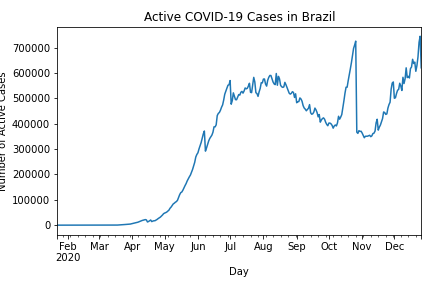 Active COVID-19 Cases in Brazil
Number of Active Cases
700000
600000
500000
400000
300000
200000
100000
0
Feb Mar Apr May Jun Jul Aug Sep Oct Nov Dec
2020
Day